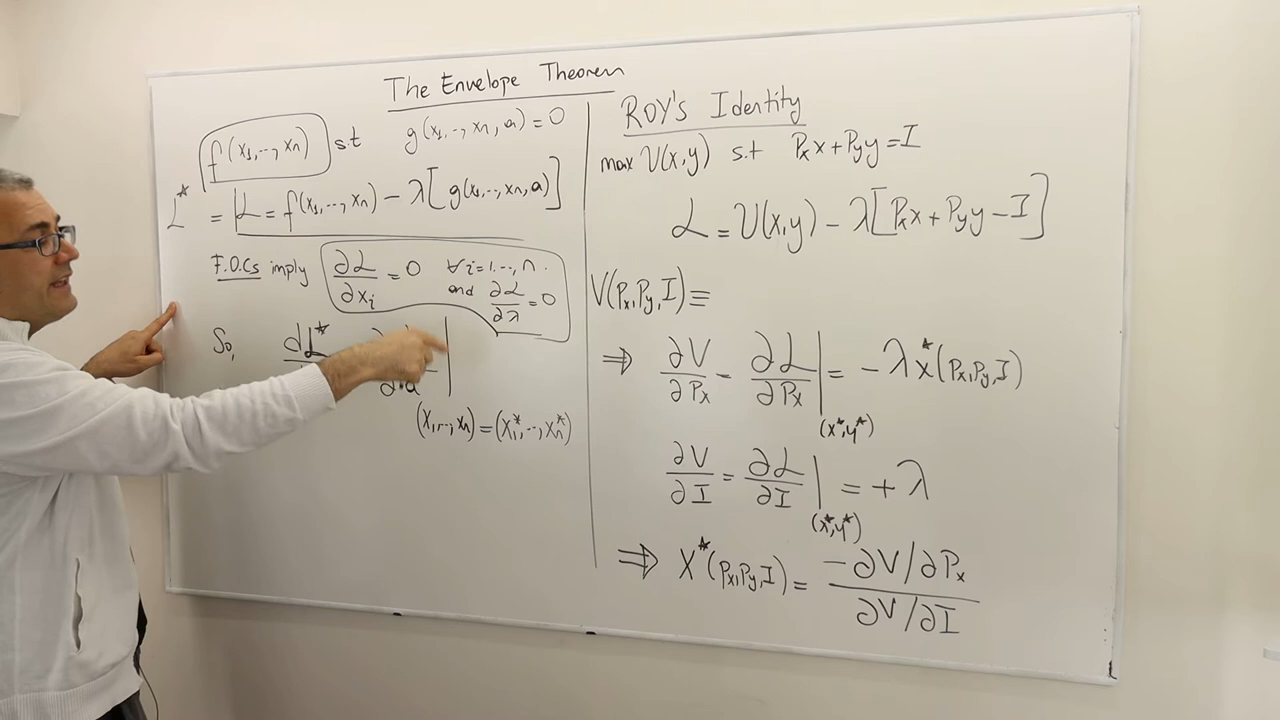 The Envelope Theorem
f(x₁,..,xₙ) s.t g(x₁,..,xₙ,a)=0
L* = ℒ = f(x₁,..,xₙ) - λ[g(x₁,..,xₙ,a)]
F.O.Cs imply ∂ℒ/∂xᵢ = 0 ∀i=1..,n.
and ∂ℒ/∂λ = 0
So, dL*
∂a |
(x₁,..,xₙ)=(x₁*,..,xₙ*)
ROY'S Identity
max U(x,y) s.t Pₓx+Pyy=I
ℒ = U(x,y) - λ[Pₓx+Pyy-I]
V(Pₓ,Py,I) ≡
⇒ ∂V/∂Pₓ - ∂ℒ/∂Pₓ | = -λx*(Pₓ,Py,I)
(x*,y*)
∂V/∂I = ∂ℒ/∂I | = +λ
(x*,y*)
⇒ X*(Pₓ,Py,I) = -∂V/∂Pₓ
∂V/∂I